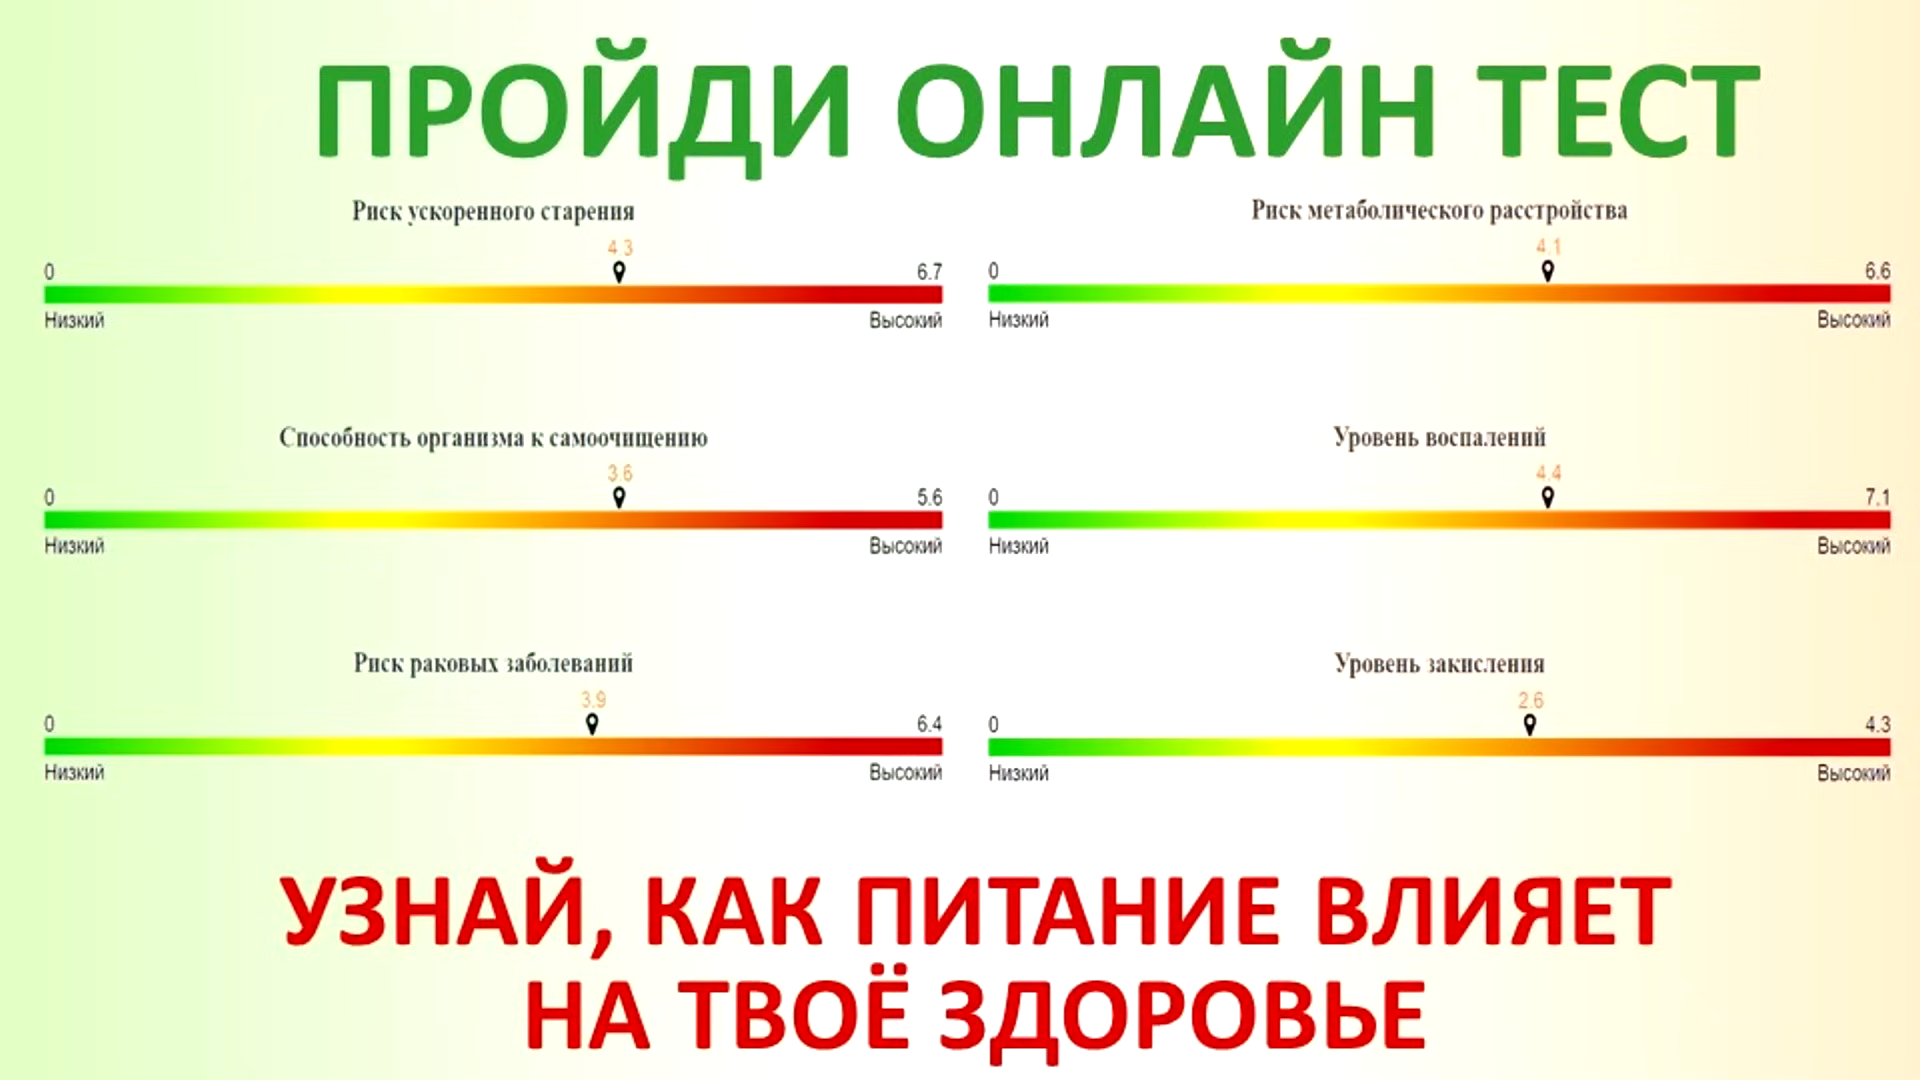 ПРОЙДИ ОНЛАЙН ТЕСТ
Риск ускоренного старения
4.3
0 6.7
Низкий Высокий
Риск метаболического расстройства
4.1
0 6.6
Низкий Высокий
Способность организма к самоочищению
3.6
0 5.6
Низкий Высокий
Уровень воспалений
4.4
0 7.1
Низкий Высокий
Риск раковых заболеваний
3.9
0 6.4
Низкий Высокий
Уровень закисления
2.6
0 4.3
Низкий Высокий
УЗНАЙ, КАК ПИТАНИЕ ВЛИЯЕТ
НА ТВОЁ ЗДОРОВЬЕ